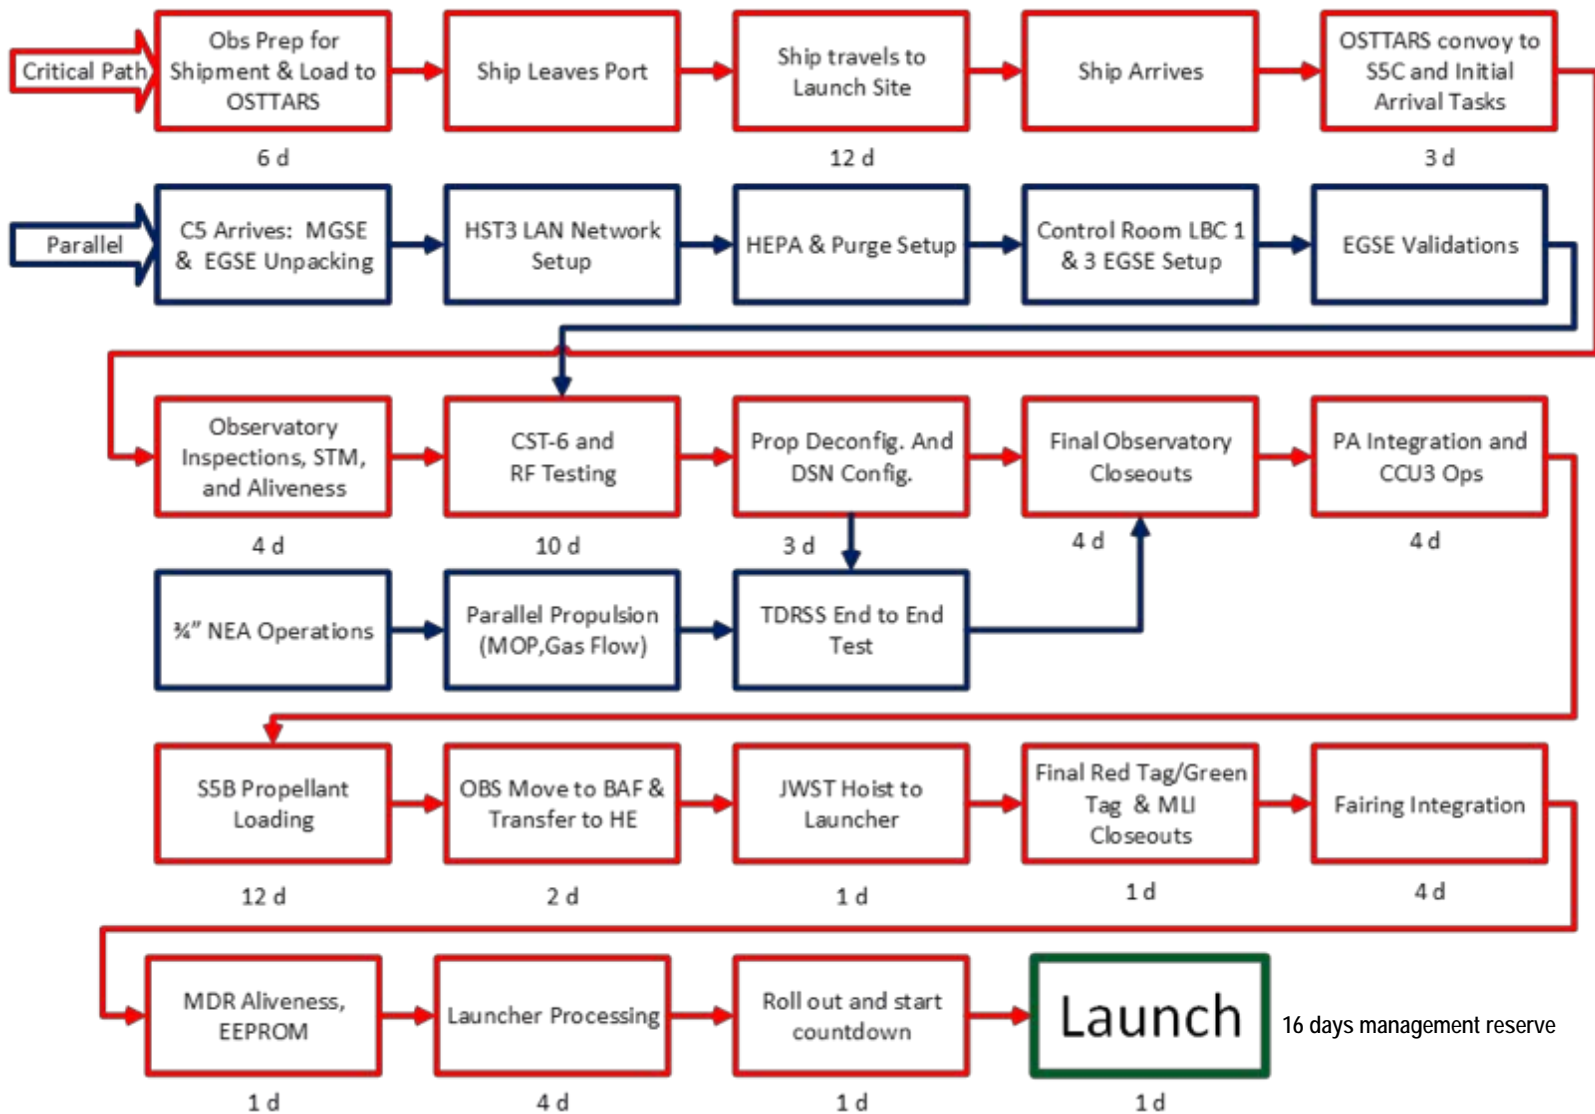 Critical Path
Obs Prep for
Shipment & Load to
OSTTARS
Ship Leaves Port
Ship travels to
Launch Site
Ship Arrives
OSTTARS convoy to
S5C and Initial
Arrival Tasks
6 d
12 d
3 d
Parallel
C5 Arrives: MGSE
& EGSE Unpacking
HST3 LAN Network
Setup
HEPA & Purge Setup
Control Room LBC 1
& 3 EGSE Setup
EGSE Validations
Observatory
Inspections, STM,
and Aliveness
CST-6 and
RF Testing
Prop Deconfig. And
DSN Config.
Final Observatory
Closeouts
PA Integration and
CCU3 Ops
4 d
10 d
3 d
4 d
4 d
¾” NEA Operations
Parallel Propulsion
(MOP,Gas Flow)
TDRSS End to End
Test
S5B Propellant
Loading
OBS Move to BAF &
Transfer to HE
JWST Hoist to
Launcher
Final Red Tag/Green
Tag & MLI
Closeouts
Fairing Integration
12 d
2 d
1 d
1 d
4 d
MDR Aliveness,
EEPROM
Launcher Processing
Roll out and start
countdown
Launch
16 days management reserve
1 d
4 d
1 d
1 d